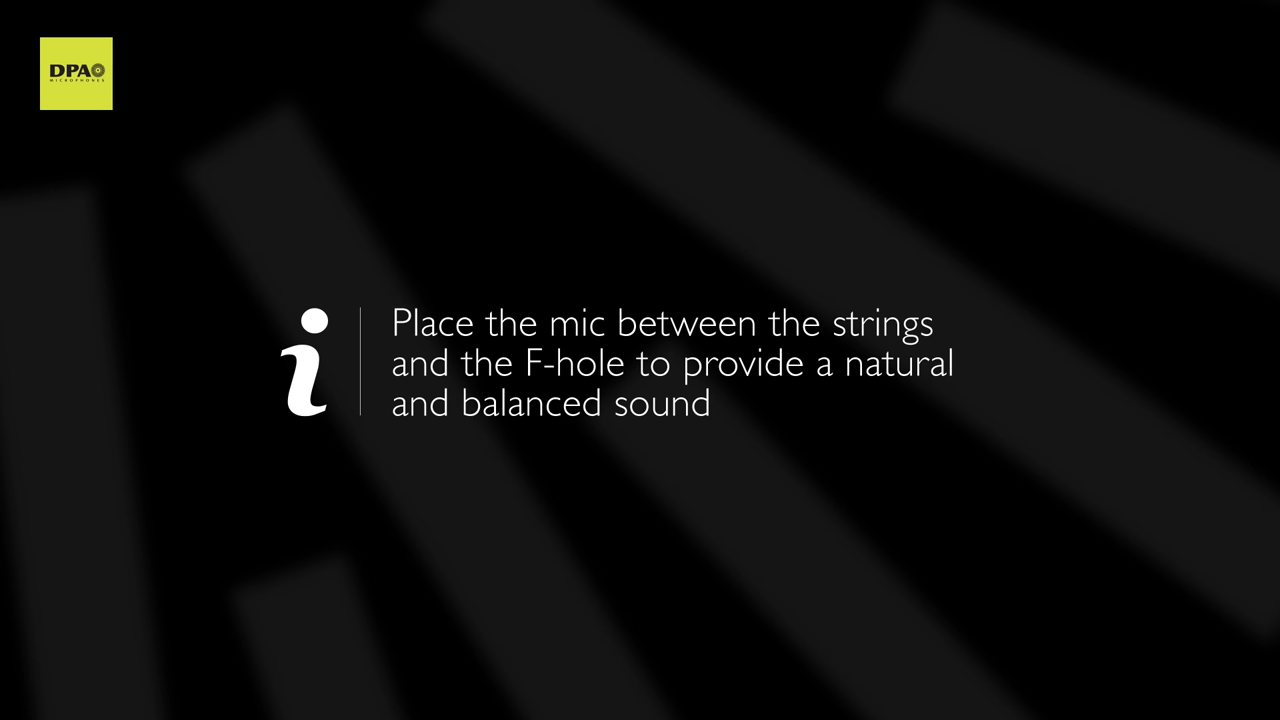 DPA
MICROPHONES
i
Place the mic between the strings
and the F-hole to provide a natural
and balanced sound